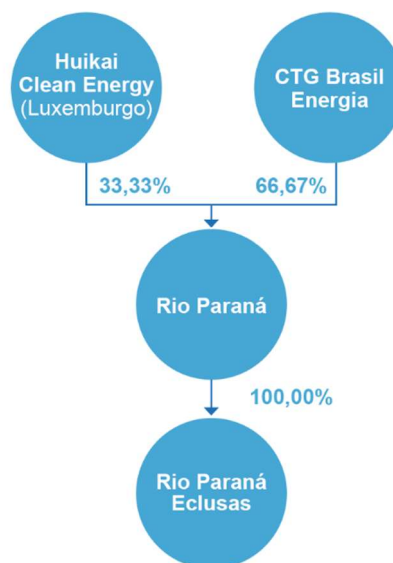 Huikai
Clean Energy
(Luxemburgo)
CTG Brasil
Energia
33,33%
66,67%
Rio Paraná
100,00%
Rio Paraná
Eclusas